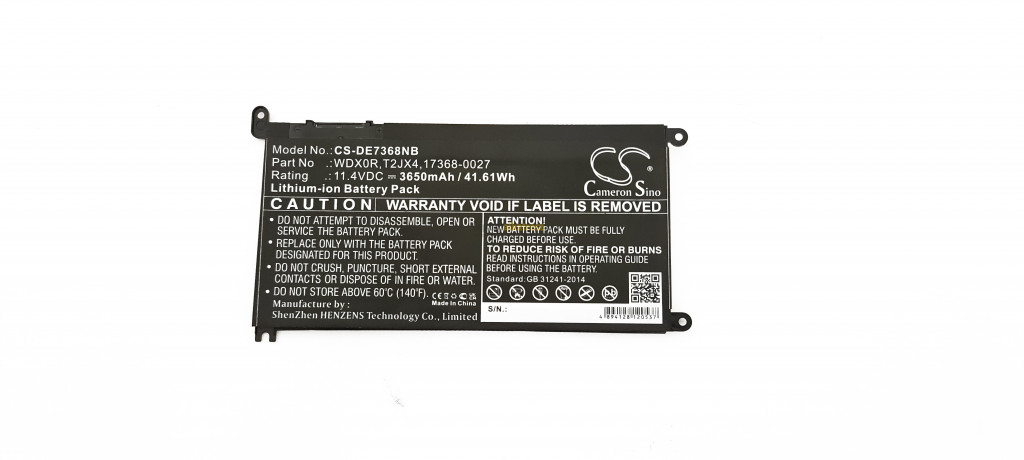 Model No.: CS-DE7368NB
Part No : WDX0R,T2JX4,17368-0027
Rating : 11.4VDC ⎓ 3650mAh / 41.61Wh
Lithium-ion Battery Pack
CS
Cameron Sino
CAUTION WARRANTY VOID IF LABEL IS REMOVED
• DO NOT ATTEMPT TO DISASSEMBLE, OPEN OR
SERVICE THE BATTERY PACK.
• REPLACE ONLY WITH THE BATTERY PACK
DESIGNATED FOR THIS PRODUCT.
• DO NOT CRUSH, PUNCTURE, SHORT EXTERNAL
CONTACTS OR DISPOSE OF IN FIRE OR WATER.
• DO NOT STORE ABOVE 60°C (140°F).
Made in China
Manufacture by :
ShenZhen HENZENS Technology Co., Limited
ATTENTION!
NEW BATTERY PACK MUST BE FULLY
CHARGED BEFORE USE.
TO REDUCE RISK OF FIRE OR BURNS
READ INSTRUCTIONS IN OPERATING GUIDE
BEFORE USING THE BATTERY.
Standard:GB 31241-2014
S/N.:
4 894128 120537